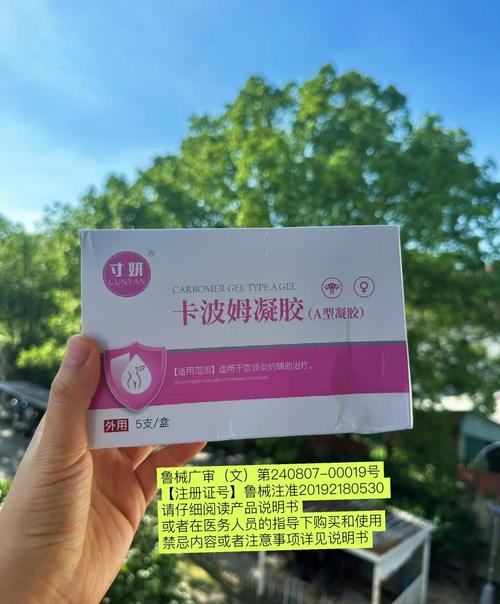 寸妍®
CUNYAN
CARBOMER GEL TYPE A GEL
卡波姆凝胶(A型凝胶)
【适用范围】适用于宫颈炎的辅助治疗。
外用 5支/盒
鲁械广审（文）第240807-00019号
【注册证号】鲁械注准20192180530
请仔细阅读产品说明书
或者在医务人员的指导下购买和使用
禁忌内容或者注意事项详见说明书